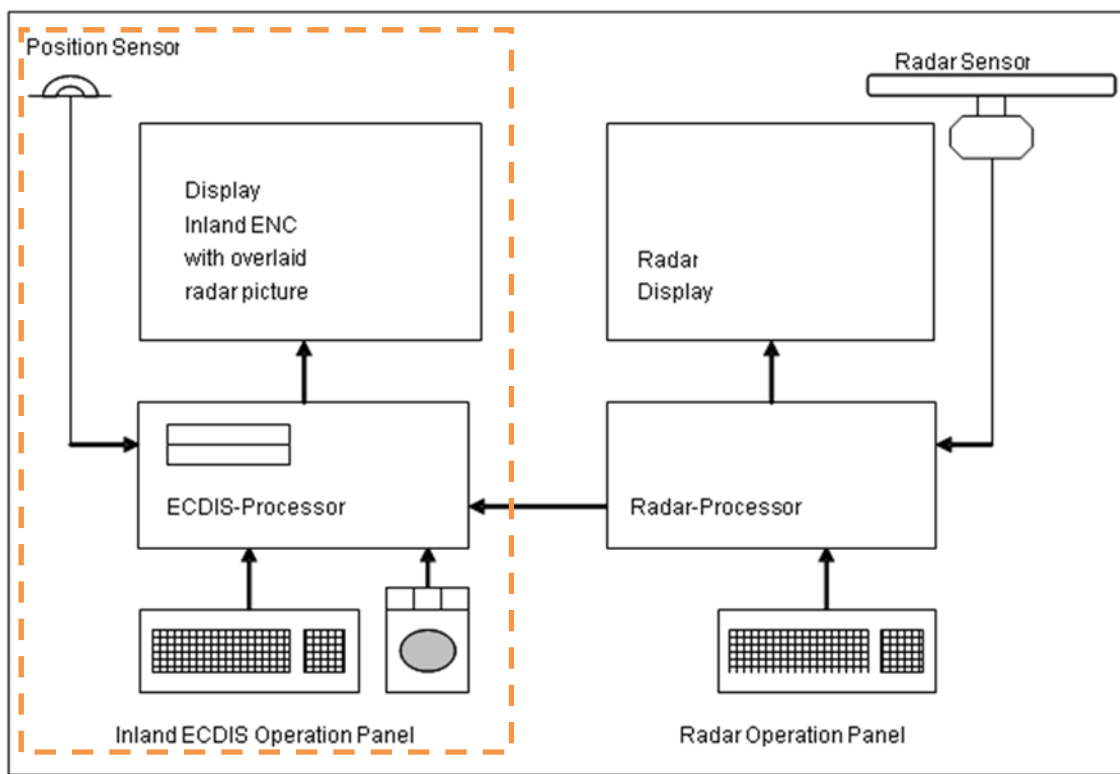 Position Sensor
Radar Sensor
Display
Inland ENC
with overlaid
radar picture
Radar
Display
ECDIS-Processor
Radar-Processor
Inland ECDIS Operation Panel
Radar Operation Panel